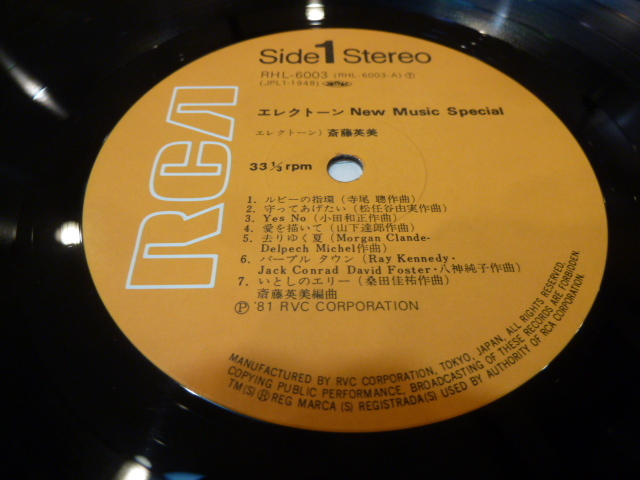 RCA
Side 1 Stereo
RHL-6003 (RHL-6003-A) Ⓣ
(JPL1-1948)
エレクトーン New Music Special
エレクトーン) 斎藤英美
33⅓ rpm
1. ルビーの指環 (寺尾 聰作曲)
2. 守ってあげたい (松任谷由実作曲)
3. Yes No (小田和正作曲)
4. 愛を描いて (山下達郎作曲)
5. 去りゆく夏 (Morgan Clande-
Delpech Michel作曲)
6. パープル タウン (Ray Kennedy-
Jack Conrad David Foster-八神純子作曲)
7. いとしのエリー (桑田佳祐作曲)
斎藤英美編曲
Ⓟ '81 RVC CORPORATION
MANUFACTURED BY RVC CORPORATION, TOKYO, JAPAN, ALL RIGHTS RESERVED.
COPYING PUBLIC PERFORMANCE, BROADCASTING OF THESE RECORDS ARE FORBIDDEN.
TM(S) Ⓡ REG MARCA (S) REGISTRADA(S) USED BY AUTHORITY OF RCA CORPORATION.